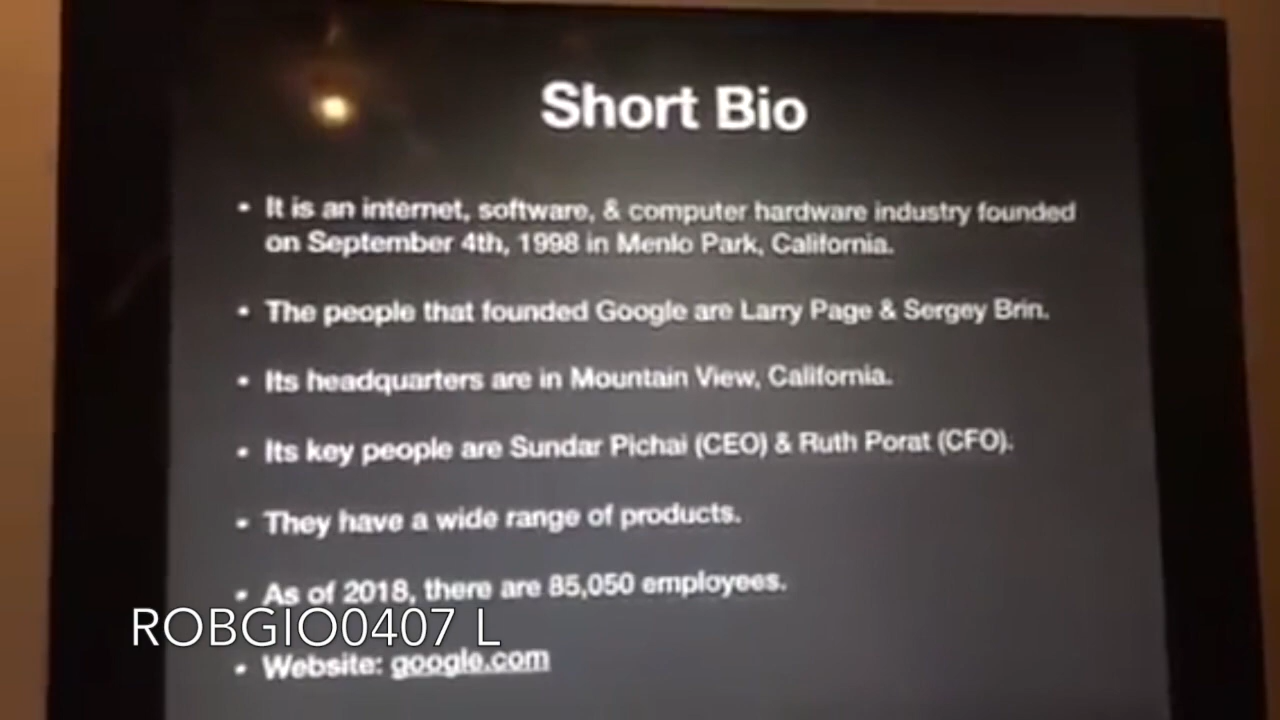 Short Bio
• It is an internet, software, & computer hardware industry founded
on September 4th, 1998 in Menlo Park, California.
• The people that founded Google are Larry Page & Sergey Brin.
• Its headquarters are in Mountain View, California.
• Its key people are Sundar Pichai (CEO) & Ruth Porat (CFO).
• They have a wide range of products.
• As of 2018, there are 85,050 employees.
ROBGIO0407 L
• Website: google.com